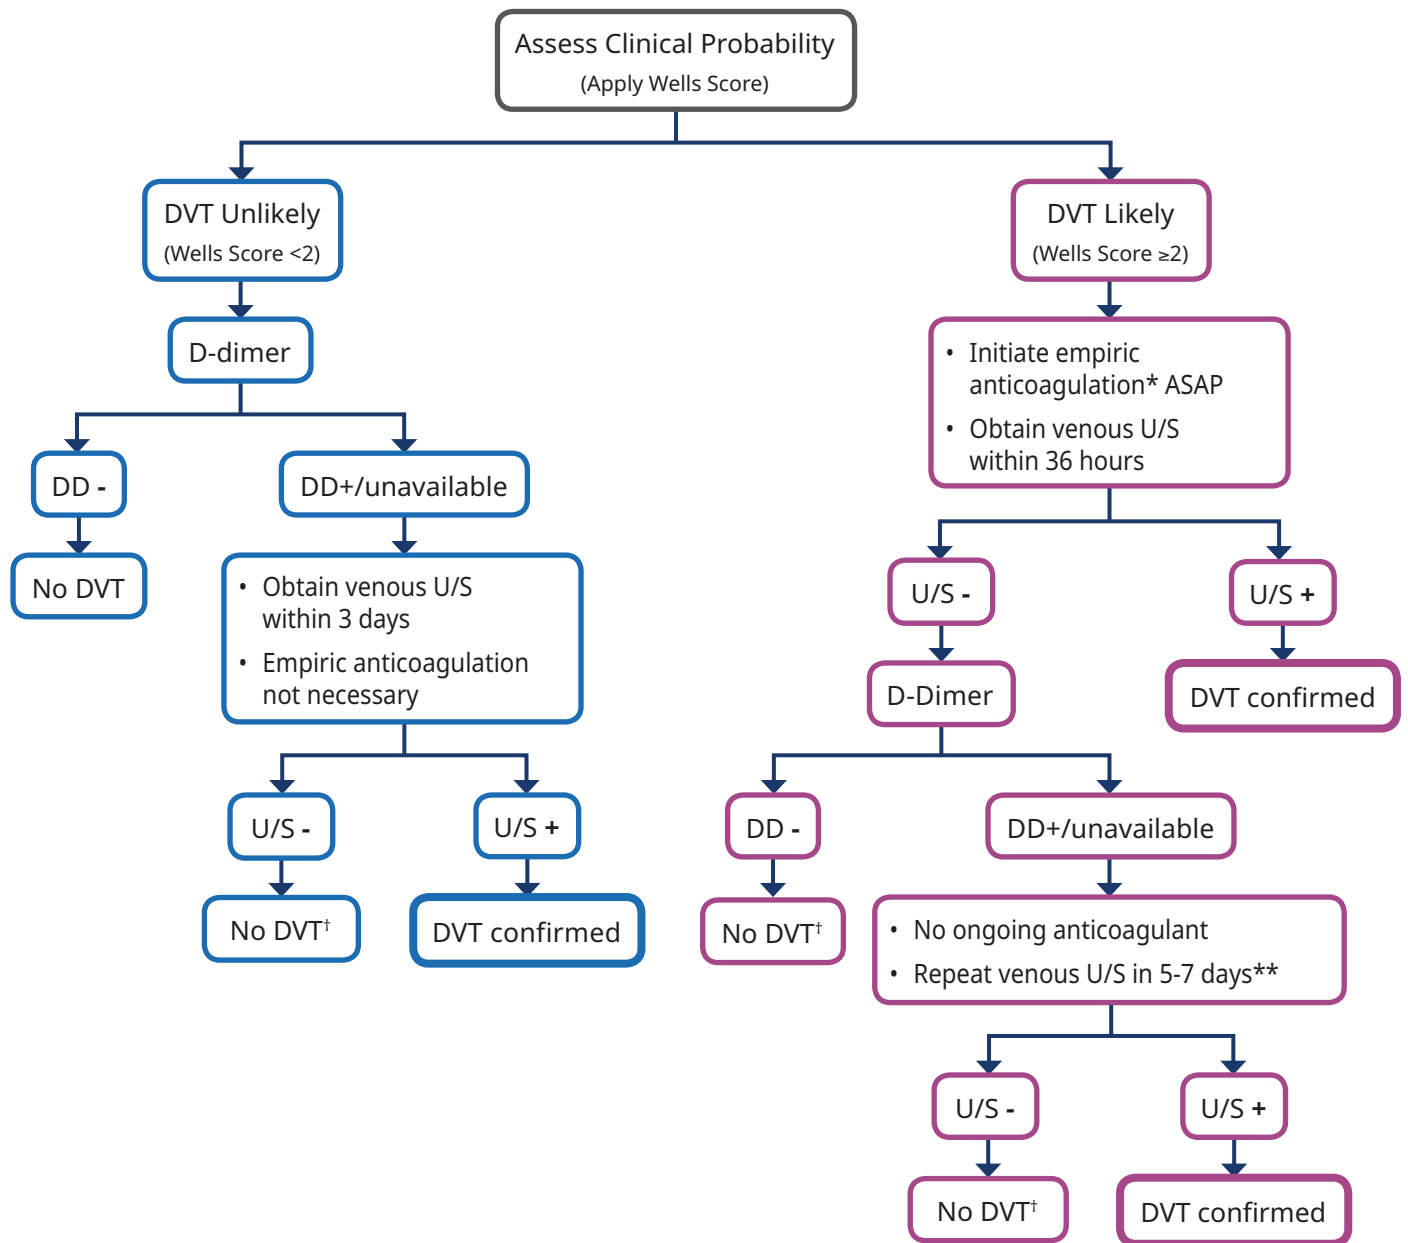 Assess Clinical Probability
(Apply Wells Score)
DVT Unlikely
(Wells Score <2)
DVT Likely
(Wells Score ≥2)
D-dimer
• Initiate empiric
anticoagulation* ASAP
• Obtain venous U/S
within 36 hours
DD -
DD+/unavailable
No DVT
• Obtain venous U/S
within 3 days
• Empiric anticoagulation
not necessary
U/S -
U/S +
D-Dimer
DVT confirmed
U/S -
U/S +
DD -
DD+/unavailable
No DVT†
DVT confirmed
No DVT†
• No ongoing anticoagulant
• Repeat venous U/S in 5-7 days**
U/S -
U/S +
No DVT†
DVT confirmed